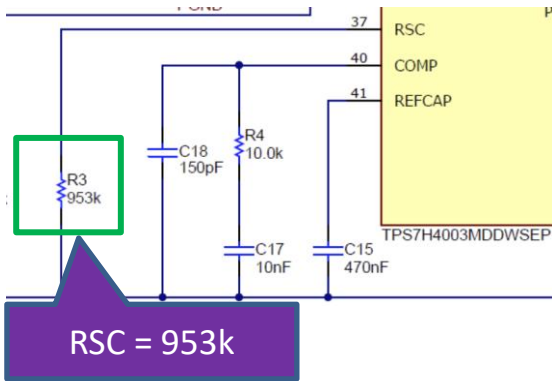 PGND
37 RSC
40 COMP
41 REFCAP
R4
10.0k
C18
150pF
R3
953k
TPS7H4003MDDWSEP
C17
10nF
C15
470nF
RSC = 953k